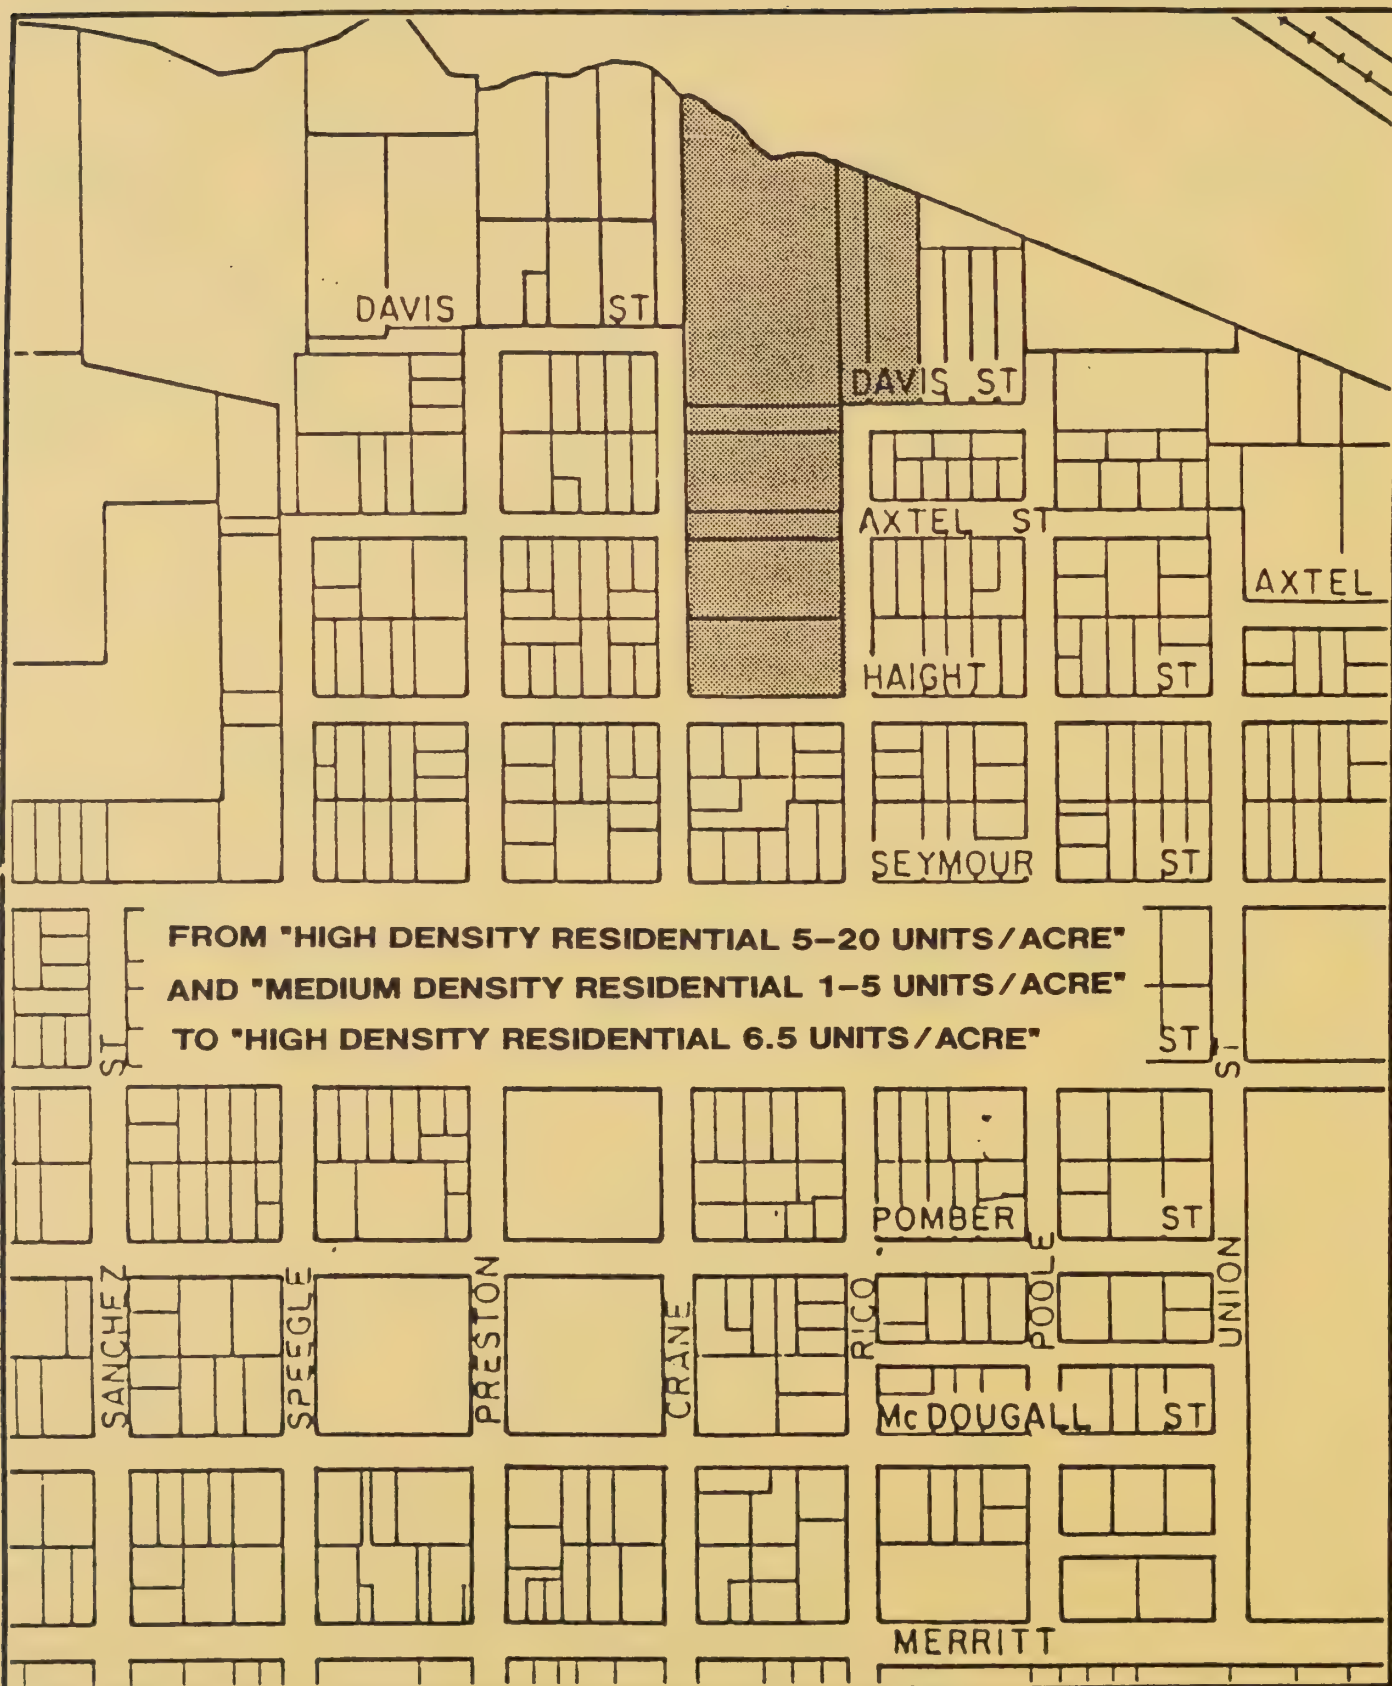 DAVIS ST
DAVIS ST
AXTEL ST
AXTEL
HAIGHT ST
SEYMOUR ST
FROM "HIGH DENSITY RESIDENTIAL 5-20 UNITS/ACRE"
AND "MEDIUM DENSITY RESIDENTIAL 1-5 UNITS/ACRE"
TO "HIGH DENSITY RESIDENTIAL 6.5 UNITS/ACRE"
ST
ST
ST
POMBER ST
SANCHEZ
SPEEGLE
PRESTON
CRANE
RICO
POOLE
UNION
McDOUGALL ST
MERRITT